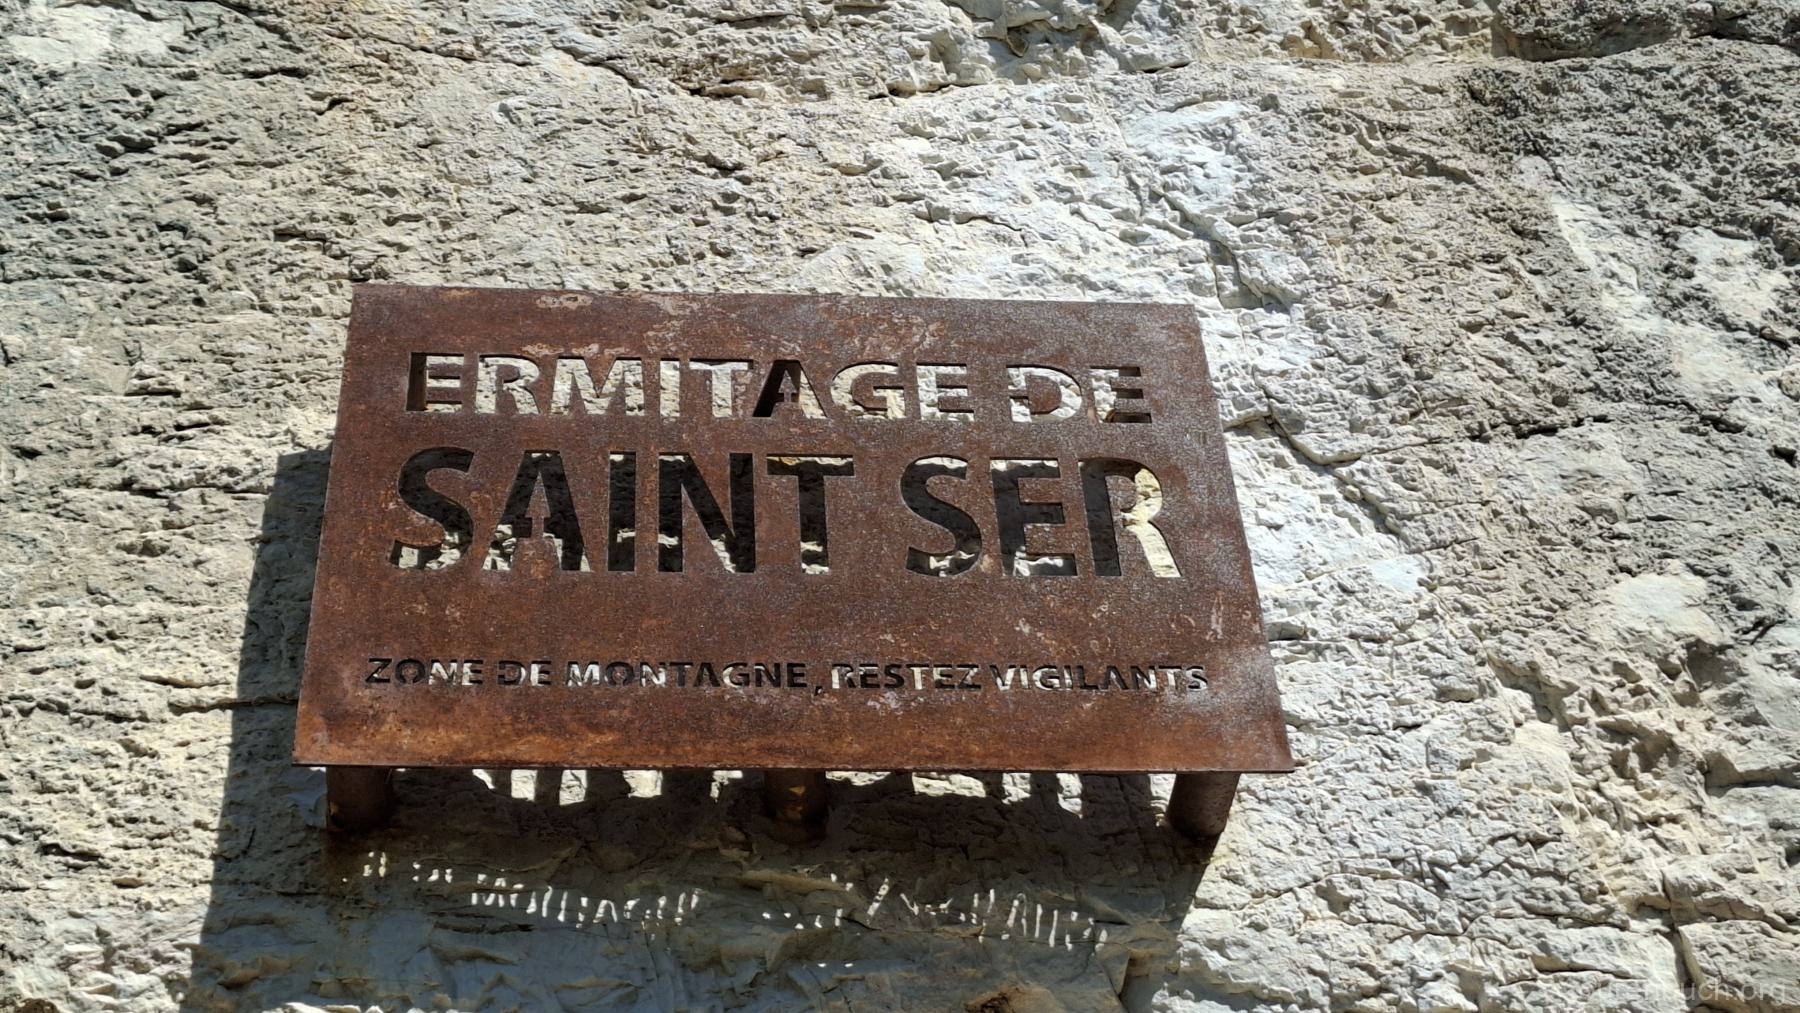 ERMITAGE DE
SAINT SER
ZONE DE MONTAGNE, RESTEZ VIGILANTS